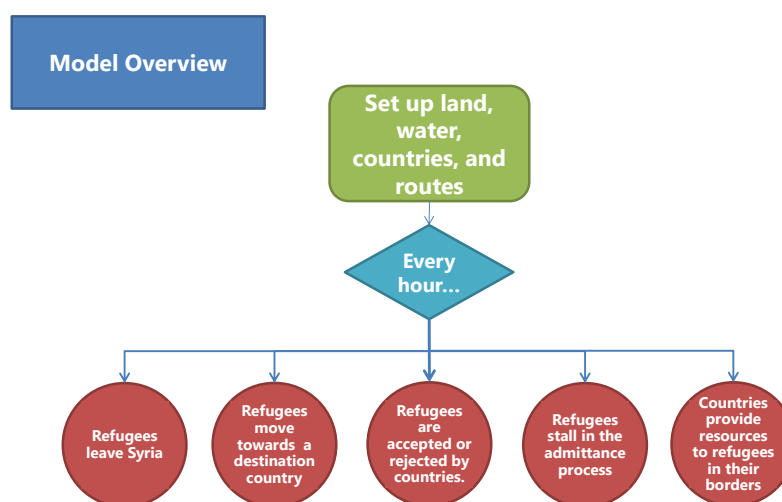 Model Overview
Set up land,
water,
countries, and
routes
Every
hour...
Refugees
leave Syria
Refugees
move
towards a
destination
country
Refugees
are
accepted or
rejected by
countries.
Refugees
stall in the
admittance
process
Countries
provide
resources
to refugees
in their
borders